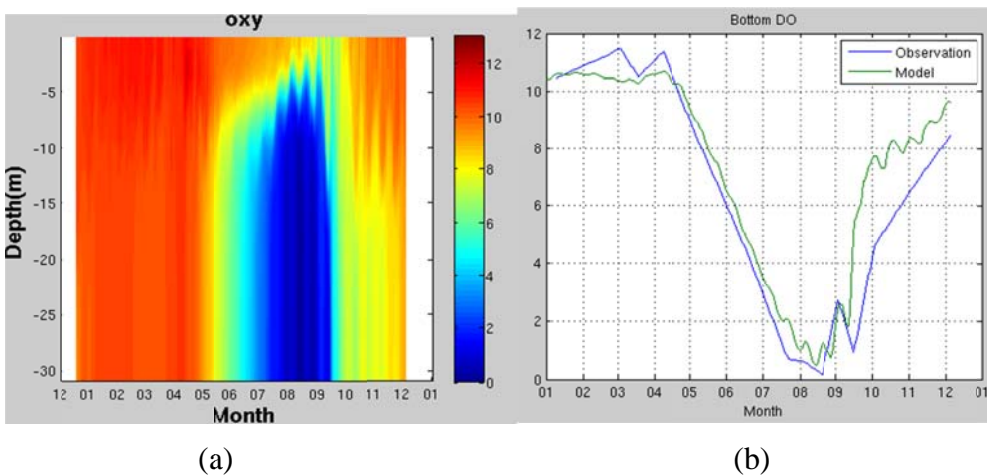 oxy
-5
-10
-15
-20
-25
-30
Depth(m)
12 01 02 03 04 05 06 07 08 09 10 11 12 01
Month
12
10
8
6
4
2
0
(a)
Bottom DO
12
10
8
6
4
2
0
Observation
Model
01 02 03 04 05 06 07 08 09 10 11 12 01
Month
(b)